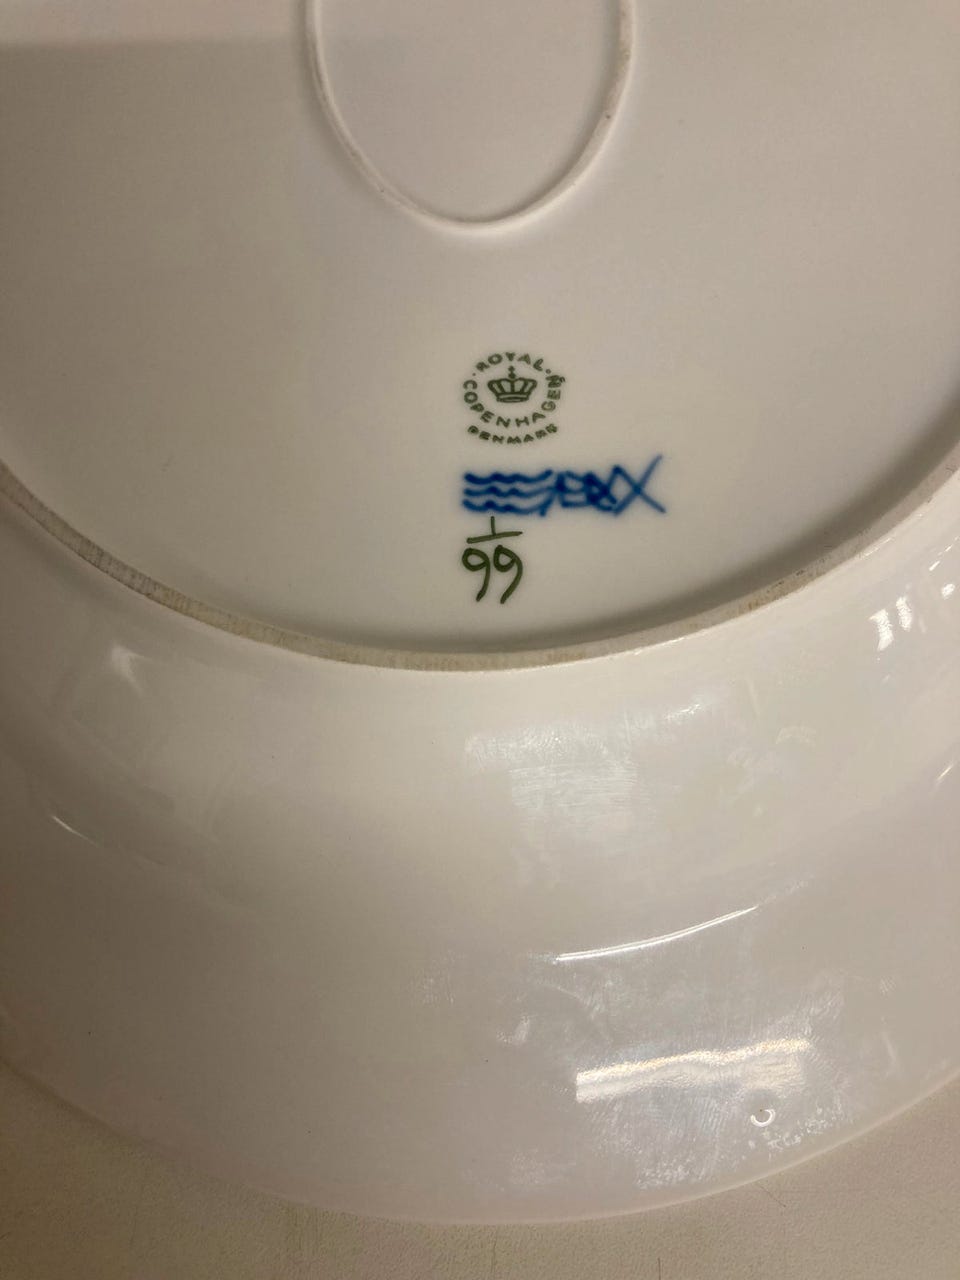 ROYAL
COPENHAGEN
DENMARK
1
99